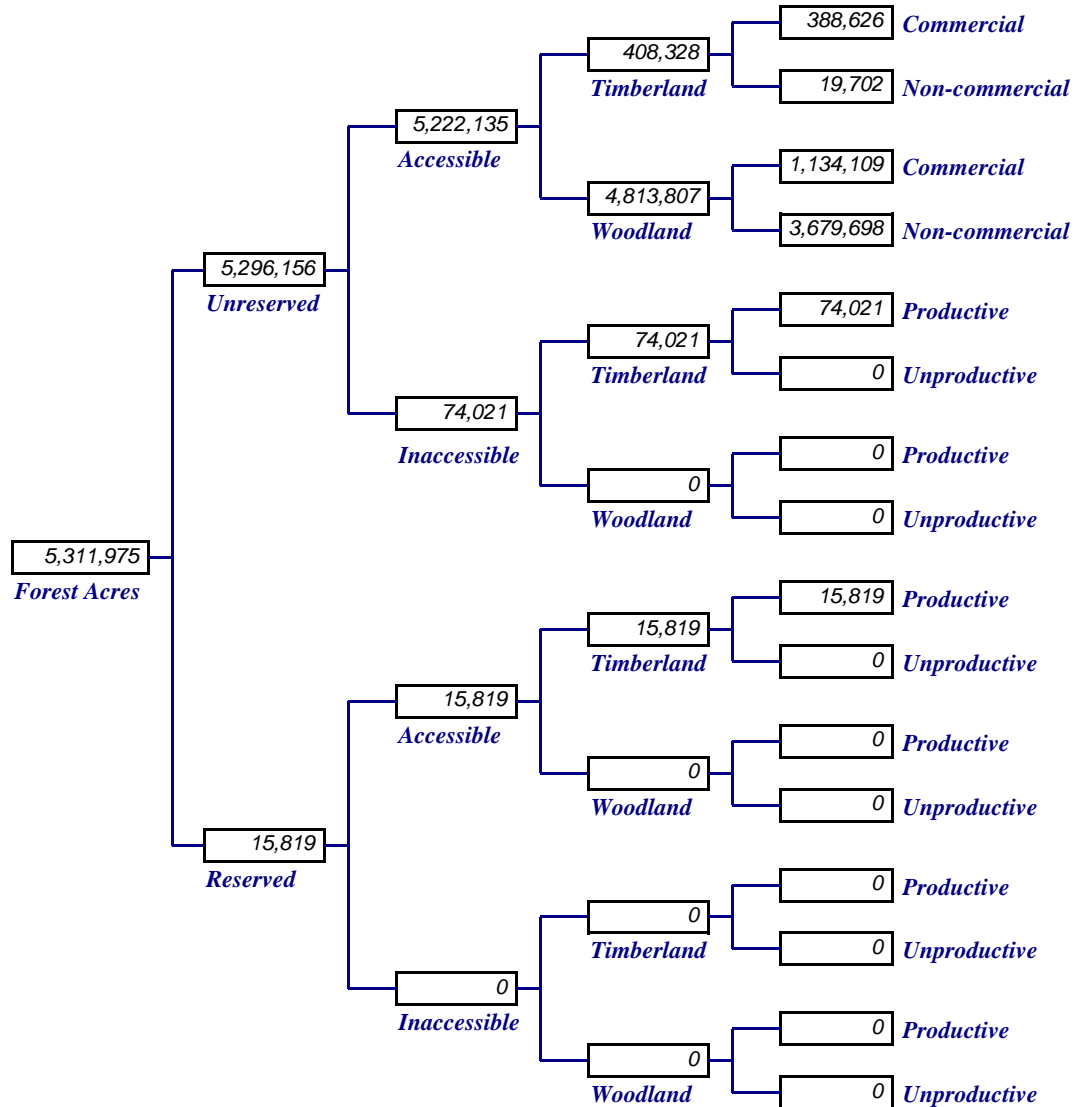 388,626 Commercial
408,328
Timberland
19,702 Non-commercial
5,222,135
Accessible
1,134,109 Commercial
4,813,807
Woodland
3,679,698 Non-commercial
5,296,156
Unreserved
74,021 Productive
74,021
Timberland
0 Unproductive
74,021
Inaccessible
0 Productive
0
Woodland
0 Unproductive
5,311,975
Forest Acres
15,819 Productive
15,819
Timberland
0 Unproductive
15,819
Accessible
0 Productive
0
Woodland
0 Unproductive
15,819
Reserved
0 Productive
0
Timberland
0 Unproductive
0
Inaccessible
0 Productive
0
Woodland
0 Unproductive